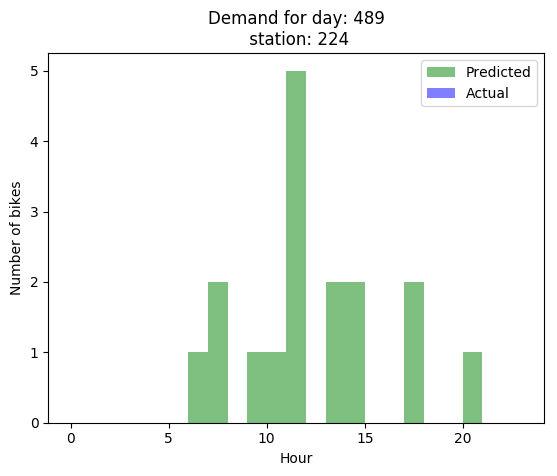 Demand for day: 489
station: 224
Predicted
Actual
5
4
3
2
1
0
Number of bikes
0 5 10 15 20
Hour